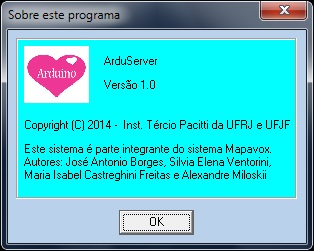 Sobre este programa
Arduino
ArduServer
Versão 1.0
Copyright (C) 2014 - Inst. Tércio Pacitti da UFRJ e UFJF
Este sistema é parte integrante do sistema Mapavox.
Autores: José Antonio Borges, Silvia Elena Ventorini,
Maria Isabel Castreghini Freitas e Alexandre Miloskii
OK